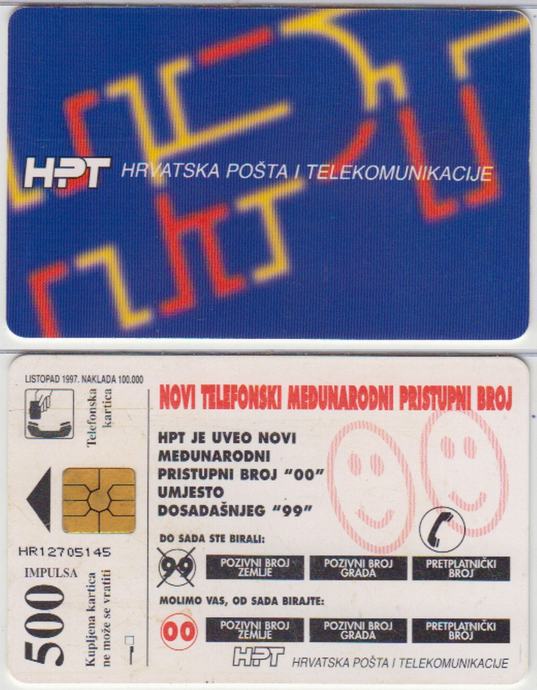 HPT HRVATSKA POŠTA I TELEKOMUNIKACIJE
LISTOPAD 1997. NAKLADA 100.000
Telefonska
kartica
HR12705145
500 IMPULSA
Kupljena kartica
ne može se vratiti
NOVI TELEFONSKI MEĐUNARODNI PRISTUPNI BROJ
HPT JE UVEO NOVI
MEĐUNARODNI
PRISTUPNI BROJ "00"
UMJESTO
DOSADAŠNJEG "99"
DO SADA STE BIRALI:
99 POZIVNI BROJ ZEMLJE POZIVNI BROJ GRADA PRETPLATNIČKI BROJ
MOLIMO VAS, OD SADA BIRAJTE:
00 POZIVNI BROJ ZEMLJE POZIVNI BROJ GRADA PRETPLATNIČKI BROJ
HPT HRVATSKA POŠTA I TELEKOMUNIKACIJE